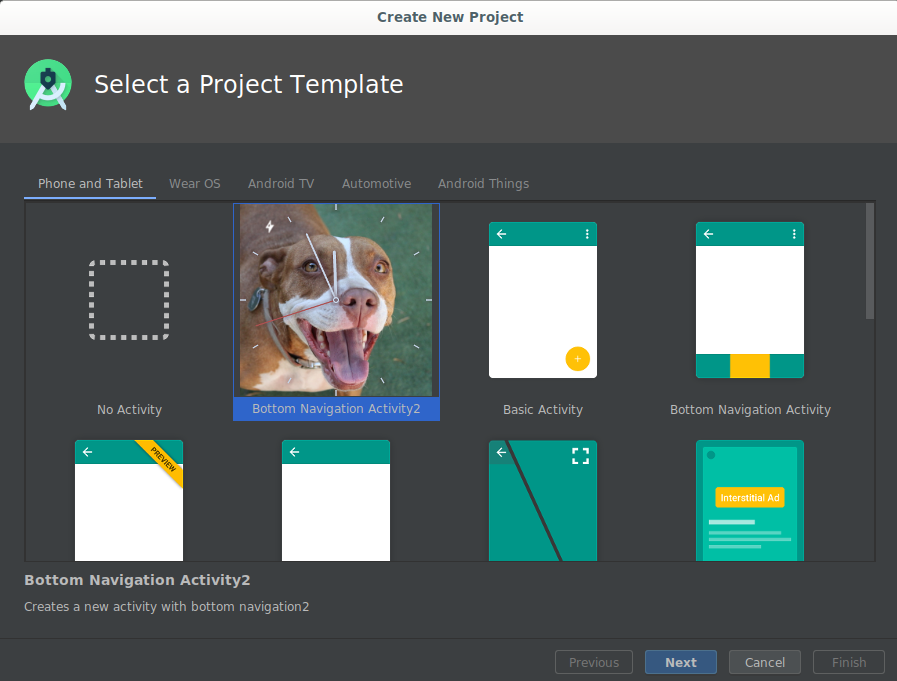 Create New Project
Select a Project Template
Phone and Tablet
Wear OS
Android TV
Automotive
Android Things
No Activity
Bottom Navigation Activity2
Basic Activity
Bottom Navigation Activity
PREVIEW
Interstitial Ad
Bottom Navigation Activity2
Creates a new activity with bottom navigation2
Previous
Next
Cancel
Finish